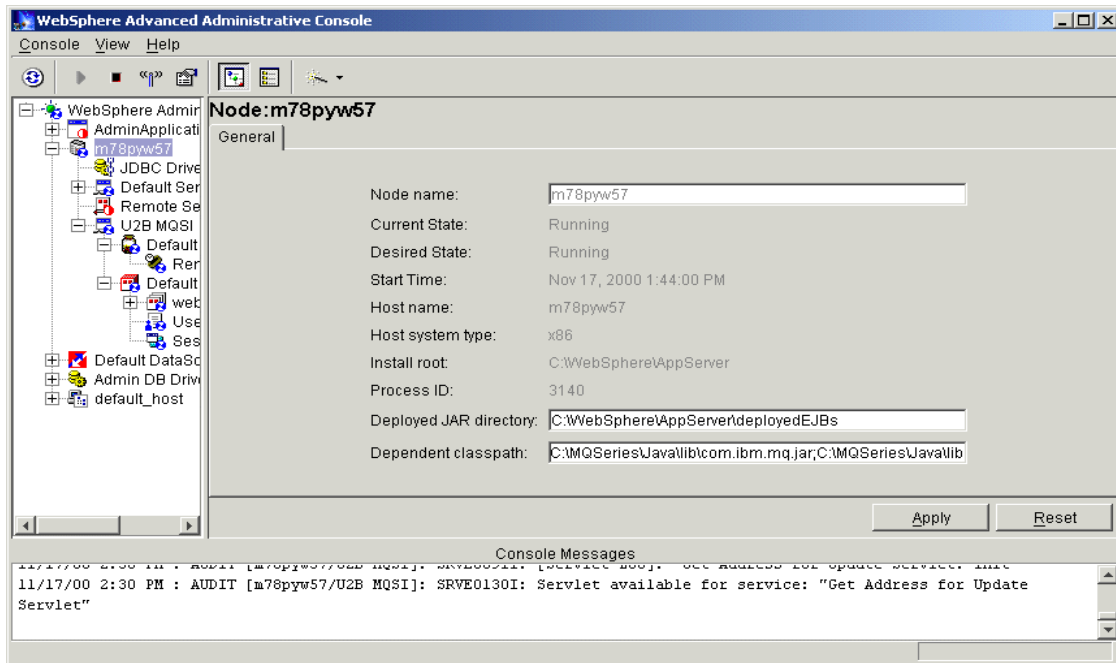 WebSphere Advanced Administrative Console
Console View Help
WebSphere Admir
AdminApplicati
m78pyw57
JDBC Drive
Default Ser
Remote Se
U2B MQSI
Default
Rer
Default
web
Use
Ses
Default DataSo
Admin DB Driv
default_host
Node:m78pyw57
General
Node name: m78pyw57
Current State: Running
Desired State: Running
Start Time: Nov 17, 2000 1:44:00 PM
Host name: m78pyw57
Host system type: x86
Install root: C:\WebSphere\AppServer
Process ID: 3140
Deployed JAR directory: C:\WebSphere\AppServer\deployedEJBs
Dependent classpath: C:\MQSeries\Java\lib\com.ibm.mq.jar;C:\MQSeries\Java\lib
Apply Reset
Console Messages
11/17/00 2:30 PM : AUDIT [m78pyw57/U2B MQSI]: SRVE0130I: Servlet available for service: "Get Address for Update
Servlet"